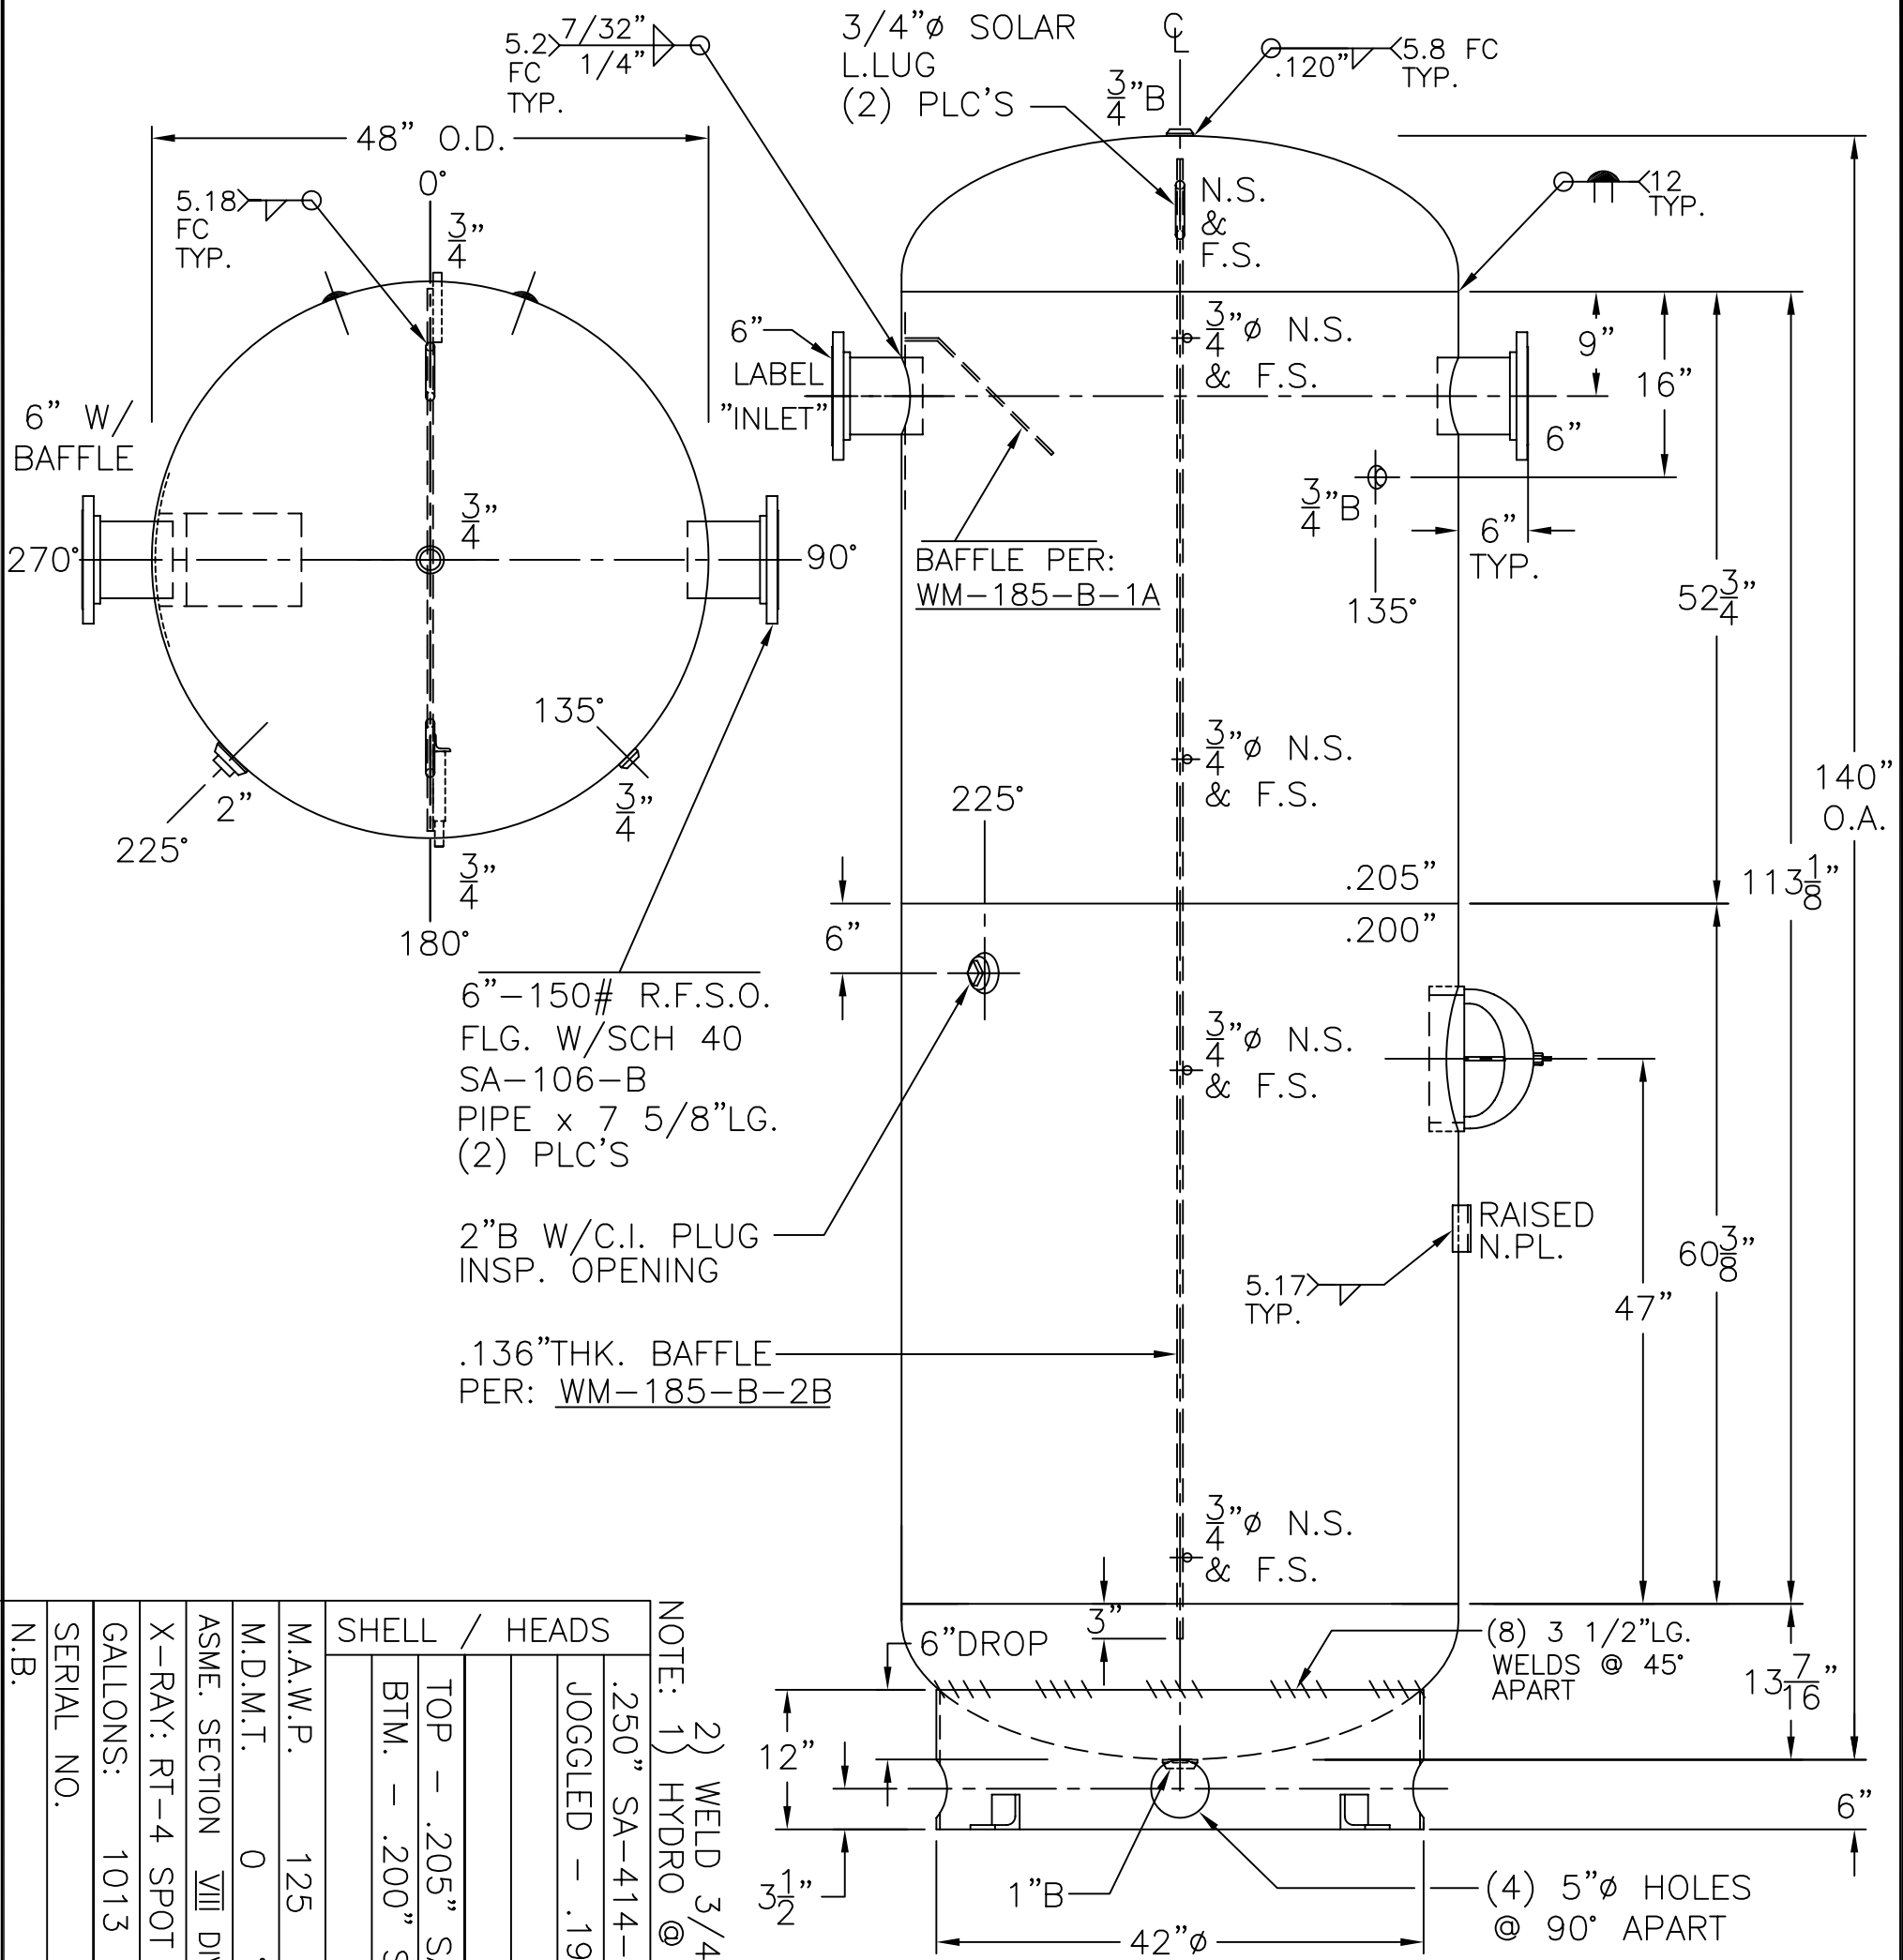 5.2
FC
TYP.
7/32"
1/4"
3/4"ø SOLAR
L.LUG
(2) PLC'S
3/4"B
CL
.120"
5.8 FC
TYP.
48" O.D.
5.18
FC
TYP.
0°
3/4"
N.S.
&
F.S.
12
TYP.
6" W/
BAFFLE
270°
3/4"
90°
135°
3/4"
225°
2"
3/4"
180°
6"
LABEL
"INLET"
3/4"ø N.S.
& F.S.
9"
16"
6"
3/4"B
6"
TYP.
135°
BAFFLE PER:
WM-185-B-1A
52 3/4"
3/4"ø N.S.
& F.S.
225°
140"
O.A.
.205"
.200"
113 1/8"
6"
6"-150# R.F.S.O.
FLG. W/SCH 40
SA-106-B
PIPE x 7 5/8"LG.
(2) PLC'S
3/4"ø N.S.
& F.S.
2"B W/C.I. PLUG
INSP. OPENING
RAISED
N.PL.
5.17
TYP.
60 3/8"
47"
.136"THK. BAFFLE
PER: WM-185-B-2B
3/4"ø N.S.
& F.S.
3"
6"DROP
(8) 3 1/2"LG.
WELDS @ 45°
APART
13 7/16"
12"
6"
3 1/2"
1"B
(4) 5"ø HOLES
@ 90° APART
42"ø
2) WELD 3/4
NOTE: 1) HYDRO @
SHELL / HEADS
.250" SA-414-
JOGGLED - .19
TOP - .205" SA
BTM. - .200" S
M.A.W.P. 125
M.D.M.T. 0
ASME. SECTION VIII DIV
X-RAY: RT-4 SPOT
GALLONS: 1013
SERIAL NO.
N.B.